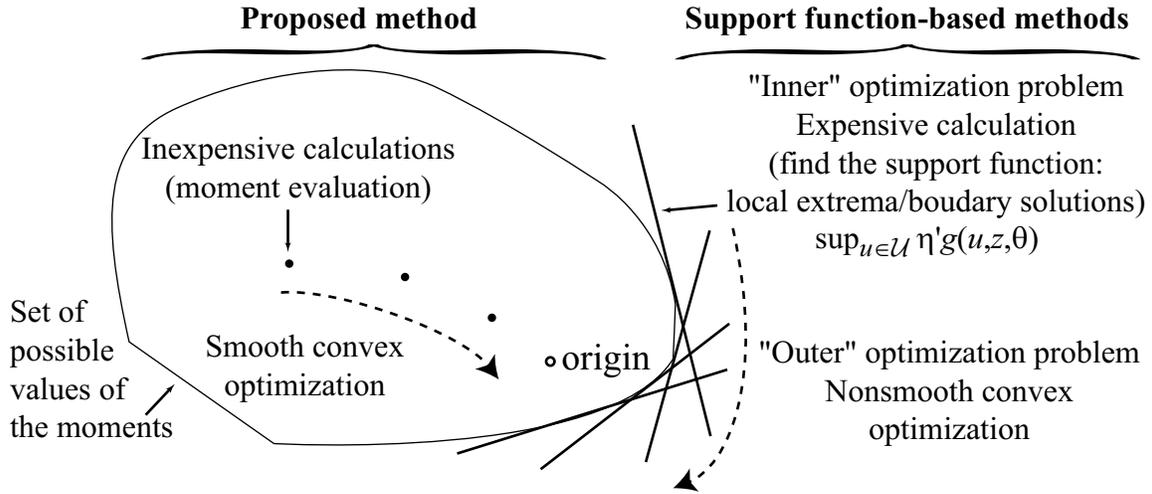 Proposed method
Support function-based methods
Inexpensive calculations
(moment evaluation)
"Inner" optimization problem
Expensive calculation
(find the support function:
local extrema/boudary solutions)
sup_{u∈𝒰} η'g(u,z,θ)
Set of
possible
values of
the moments
Smooth convex
optimization
origin
"Outer" optimization problem
Nonsmooth convex
optimization